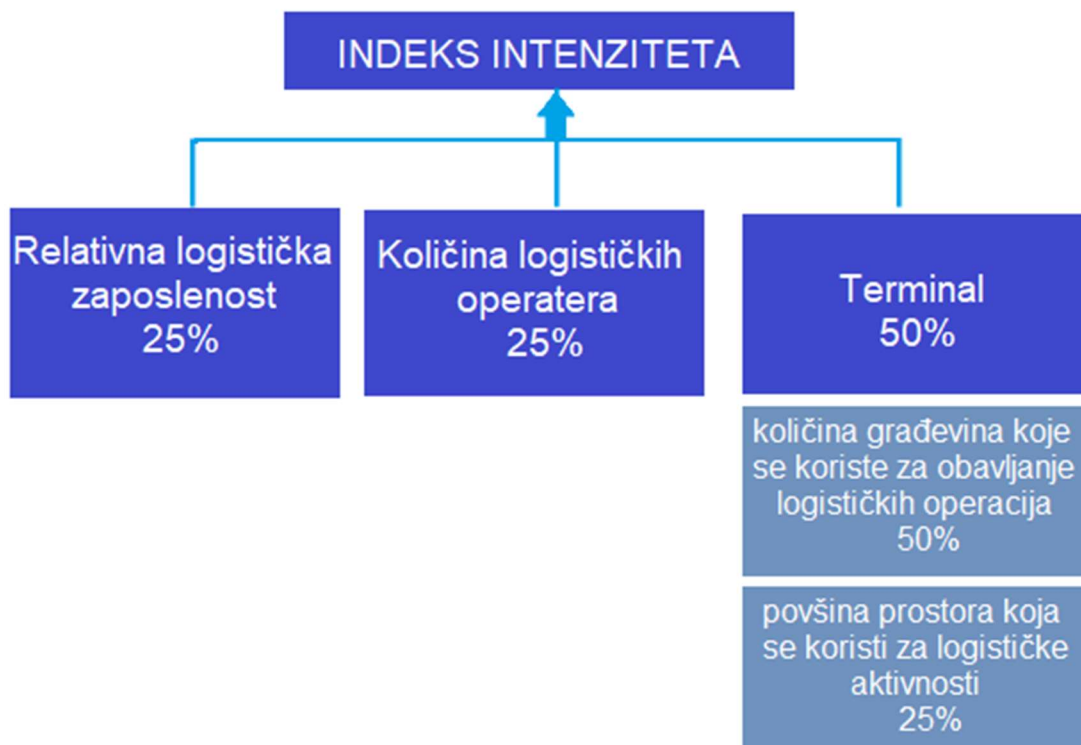 INDEKS INTENZITETA
Relativna logistička
zaposlenost
25%
Količina logističkih
operatera
25%
Terminal
50%
količina građevina koje
se koriste za obavljanje
logističkih operacija
50%
povšina prostora koja
se koristi za logističke
aktivnosti
25%